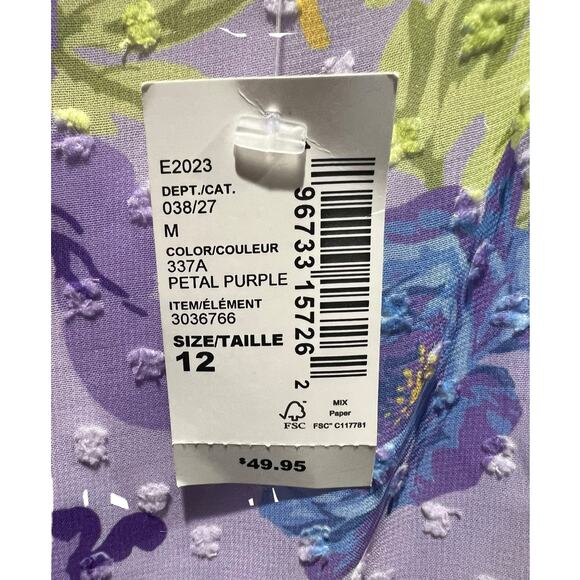 E2023
DEPT./CAT.
038/27
M
COLOR/COULEUR
337A
PETAL PURPLE
ITEM/ÉLÉMENT
3036766
SIZE/TAILLE
12
96733 15726 2
MIX
Paper
FSC
FSC™ C117781
$49.95